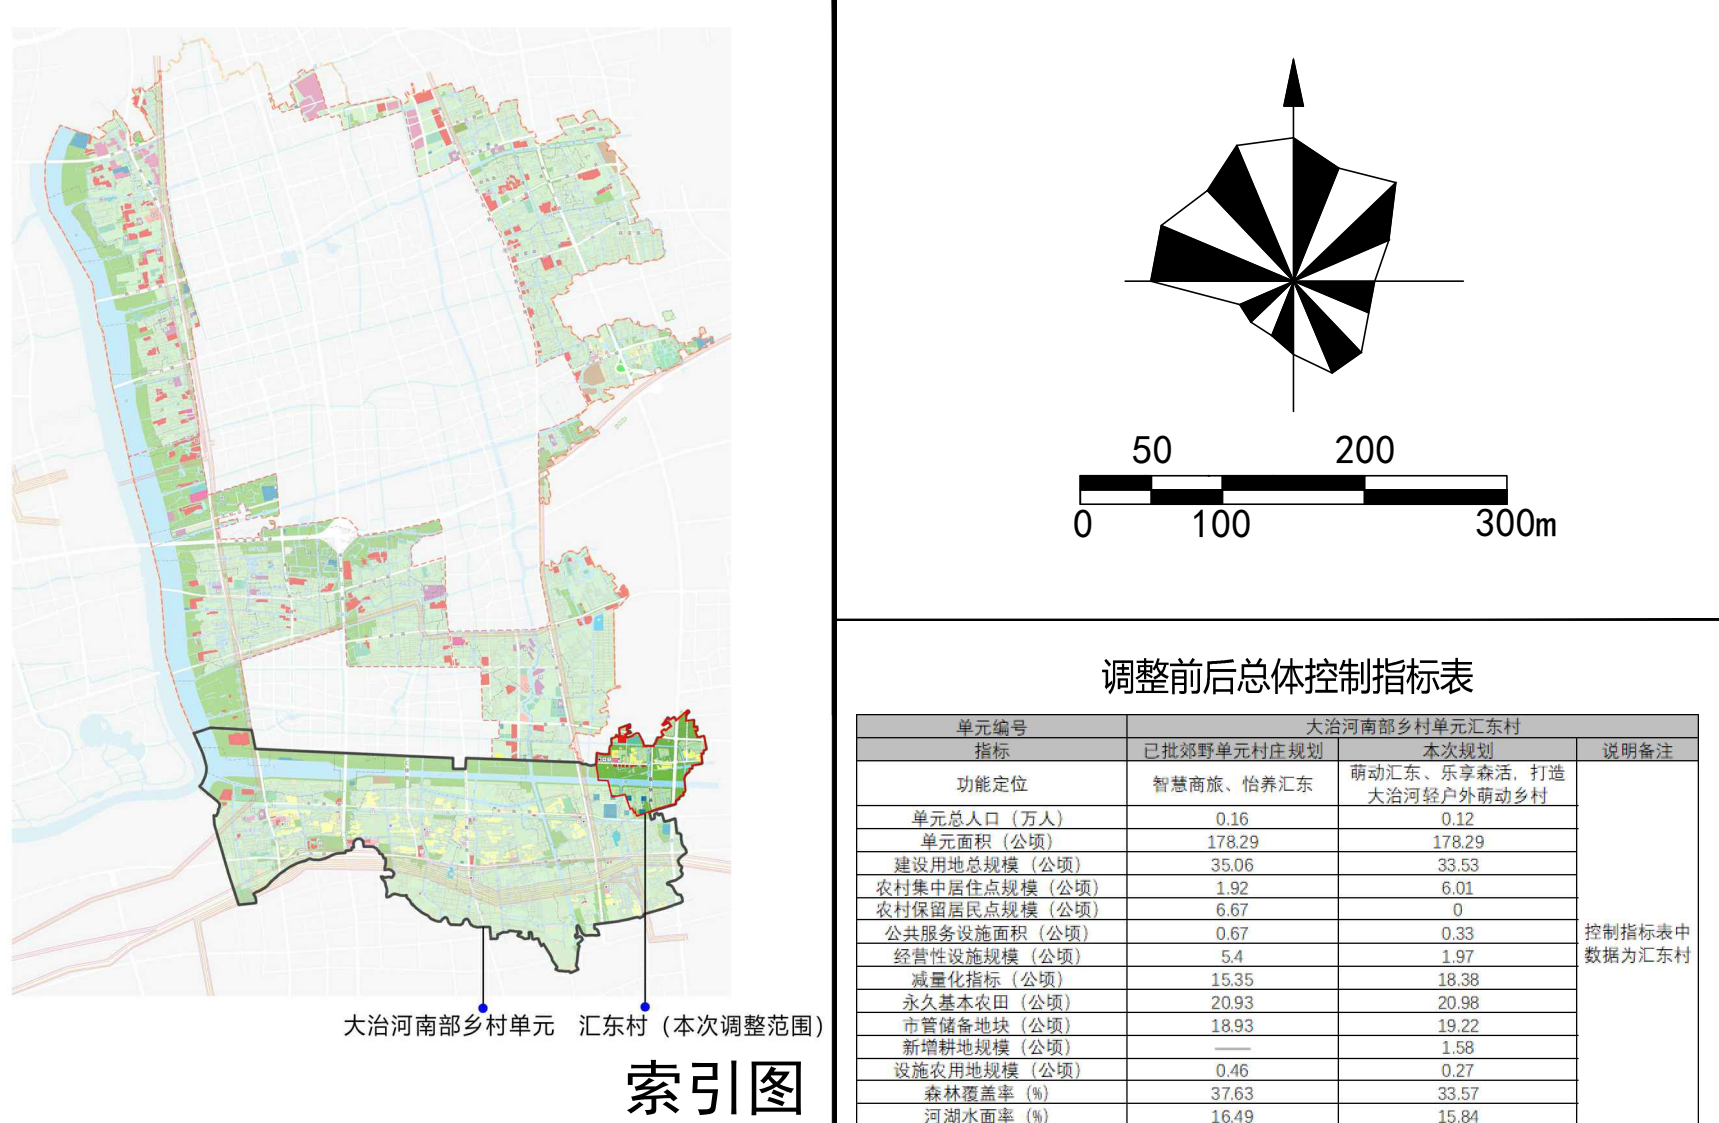 大治河南部乡村单元
汇东村（本次调整范围）
索引图
50 200
0 100 300m
调整前后总体控制指标表
单元编号 大治河南部乡村单元汇东村
指标 已批郊野单元村庄规划 本次规划 说明备注
功能定位 智慧商旅、怡养汇东 萌动汇东、乐享森活，打造
大治河轻户外萌动乡村
单元总人口（万人） 0.16 0.12
单元面积（公顷） 178.29 178.29
建设用地总规模（公顷） 35.06 33.53
农村集中居住点规模（公顷） 1.92 6.01
农村保留居民点规模（公顷） 6.67 0
公共服务设施面积（公顷） 0.67 0.33
经营性设施规模（公顷） 5.4 1.97
控制指标表中
数据为汇东村
减量化指标（公顷） 15.35 18.38
永久基本农田（公顷） 20.93 20.98
市管储备地块（公顷） 18.93 19.22
新增耕地规模（公顷） —— 1.58
设施农用地规模（公顷） 0.46 0.27
森林覆盖率（%） 37.63 33.57
河湖水面率（%） 16.49 15.84